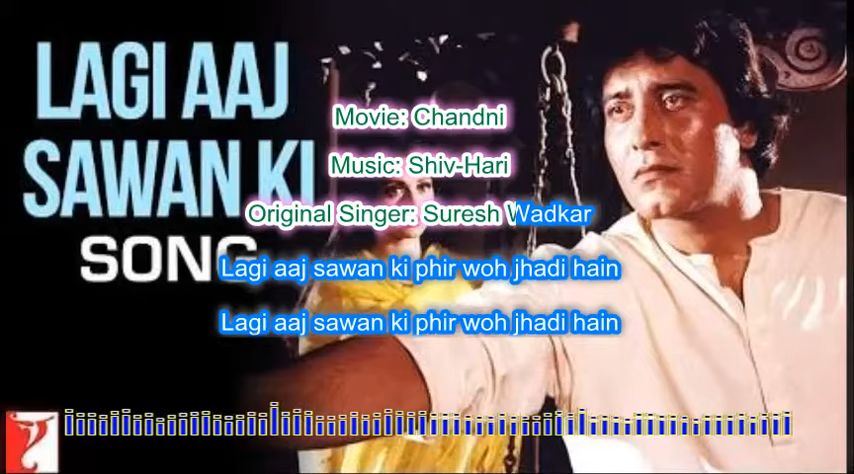 LAGI AAJ
SAWAN KI
SONG
Movie: Chandni
Music: Shiv-Hari
Original Singer: Suresh Wadkar
Lagi aaj sawan ki phir woh jhadi hain
Lagi aaj sawan ki phir woh jhadi hain